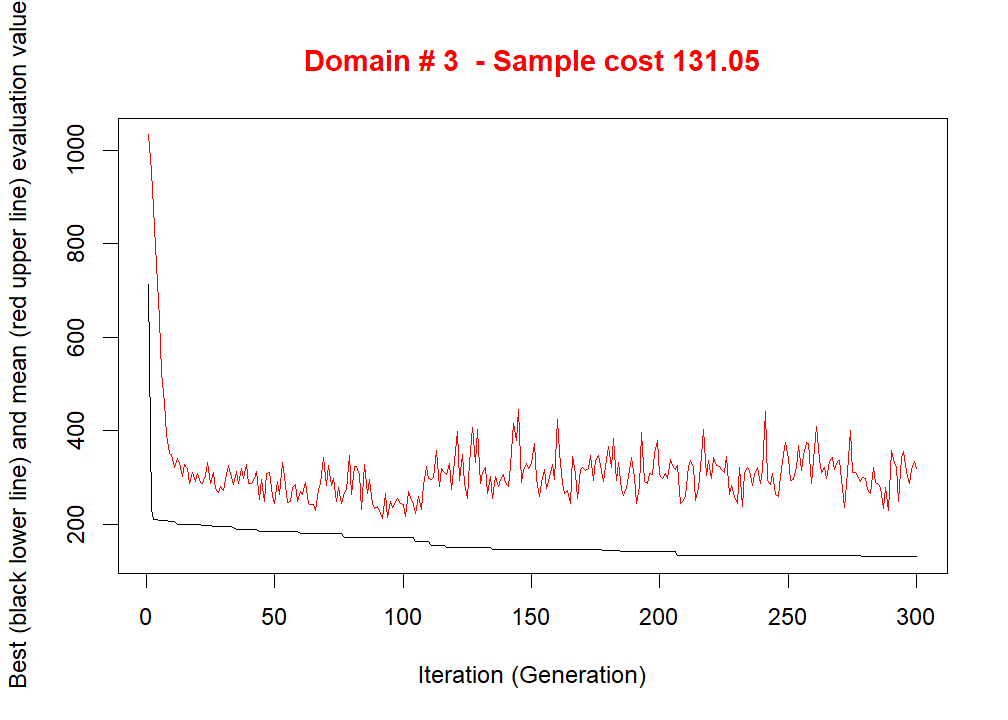 Domain # 3  - Sample cost 131.05
Best (black lower line) and mean (red upper line) evaluation value
1000
800
600
400
200
0 50 100 150 200 250 300
Iteration (Generation)